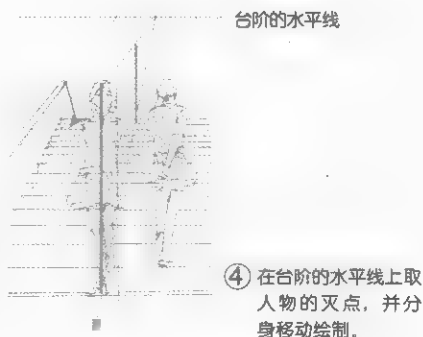 台阶的水平线
④ 在台阶的水平线上取
人物的灭点，并分
身移动绘制。